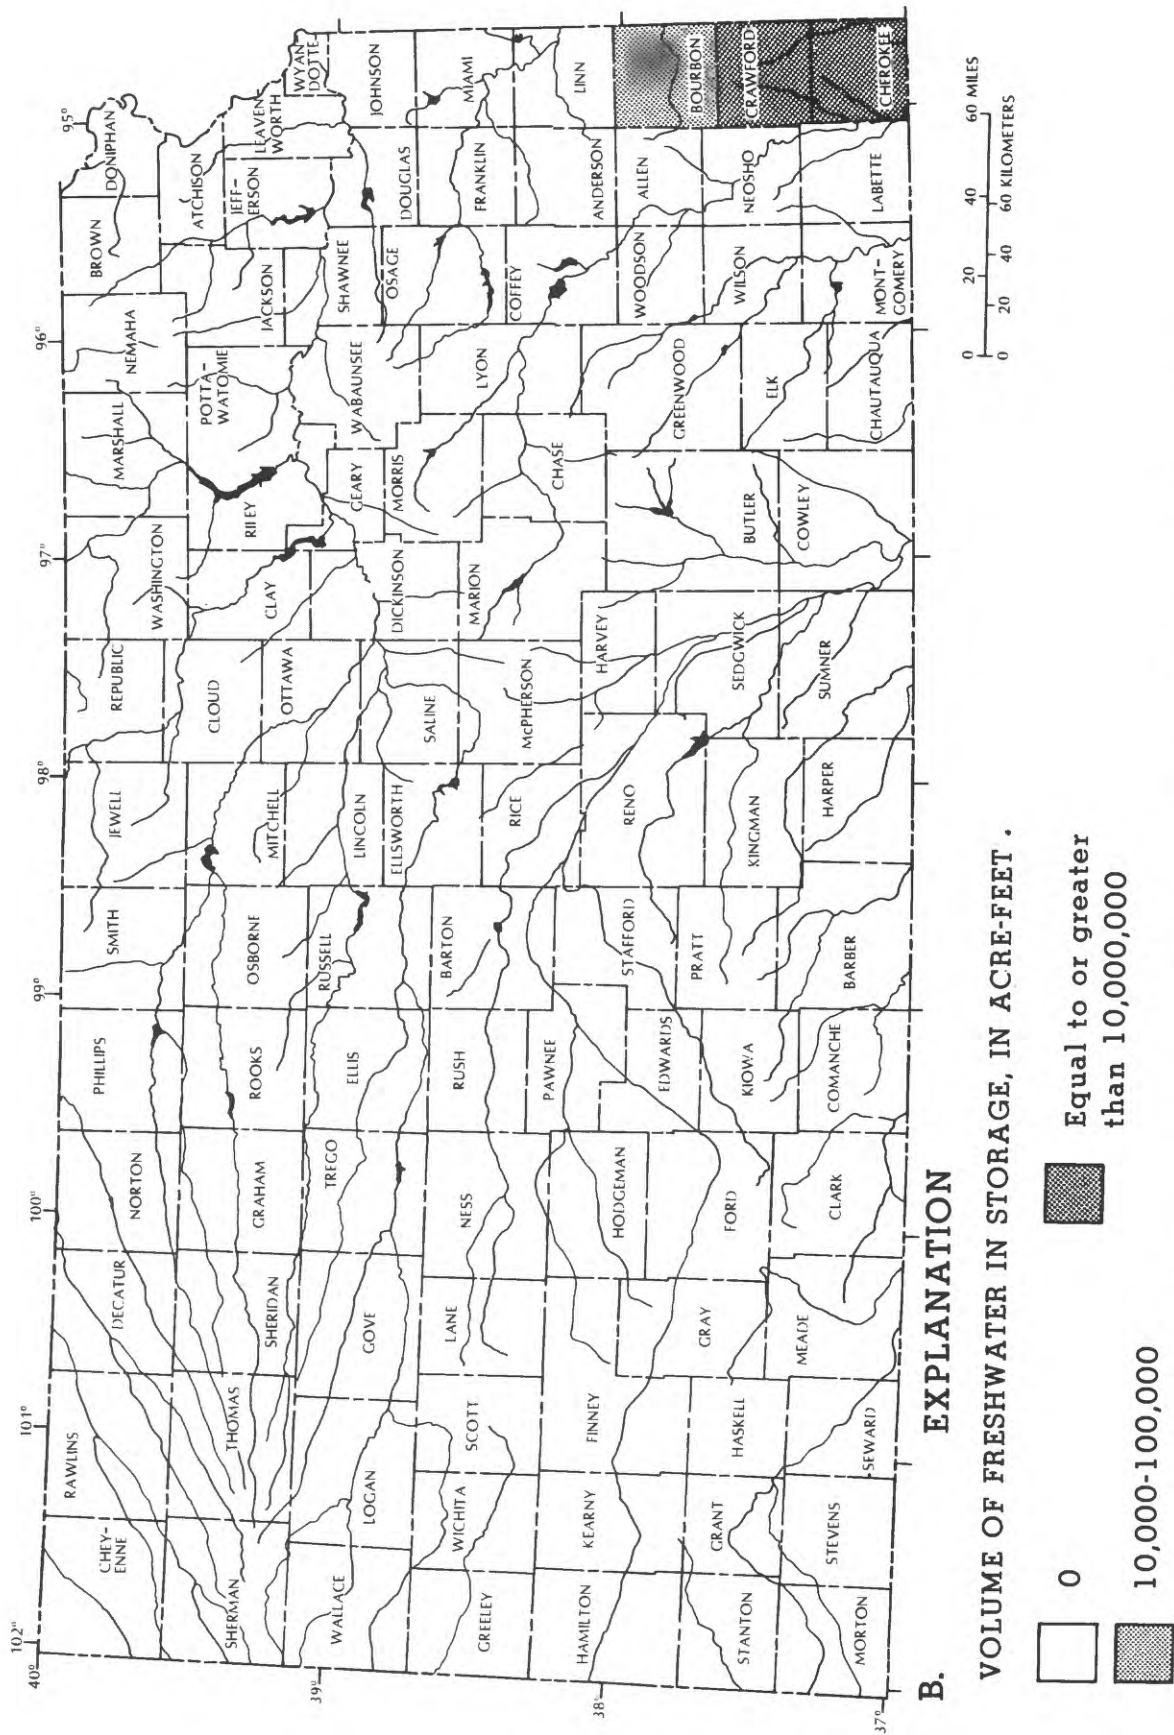 102°
101°
100°
99°
98°
97°
96°
95°
40°
39°
38°
37°
CHEY-
ENNE
RAWLINS
DECATUR
NORTON
PHILLIPS
SMITH
JEWELL
REPUBLIC
WASHINGTON
MARSHALL
NEMAHA
BROWN
DONIPHAN
SHERMAN
THOMAS
SHERIDAN
GRAHAM
ROOKS
OSBORNE
MITCHELL
CLOUD
CLAY
RILEY
POTTA-
WATOMIE
JACKSON
ATCHISON
JEFF-
ERSON
LEAVEN
WORTH
WYAN
DOTTE
WALLACE
LOGAN
GOVE
TREGO
ELLIS
RUSSELL
LINCOLN
OTTAWA
ELLSWORTH
SALINE
DICKINSON
GEARY
MORRIS
WABAUNSEE
SHAWNEE
OSAGE
DOUGLAS
JOHNSON
GREELEY
WICHITA
SCOTT
LANE
NESS
RUSH
BARTON
RICE
McPHERSON
MARION
CHASE
LYON
COFFEY
FRANKLIN
MIAMI
ANDERSON
LINN
HAMILTON
KEARNY
FINNEY
HODGEMAN
PAWNEE
EDWARDS
STAFFORD
RENO
HARVEY
SEDGWICK
BUTLER
GREENWOOD
WOODSON
ALLEN
BOURBON
STANTON
GRANT
HASKELL
GRAY
FORD
KIOWA
PRATT
KINGMAN
ELK
WILSON
NEOSHO
CRAWFORD
MORTON
STEVENS
SEWARD
MEADE
CLARK
COMANCHE
BARBER
HARPER
SUMNER
COWLEY
CHAUTAUQUA
MONT-
GOMERY
LABETTE
CHEROKEE
0 20 40 60 MILES
0 20 40 60 KILOMETERS
B. EXPLANATION
VOLUME OF FRESHWATER IN STORAGE, IN ACRE-FEET .
0
10,000-100,000
Equal to or greater
than 10,000,000